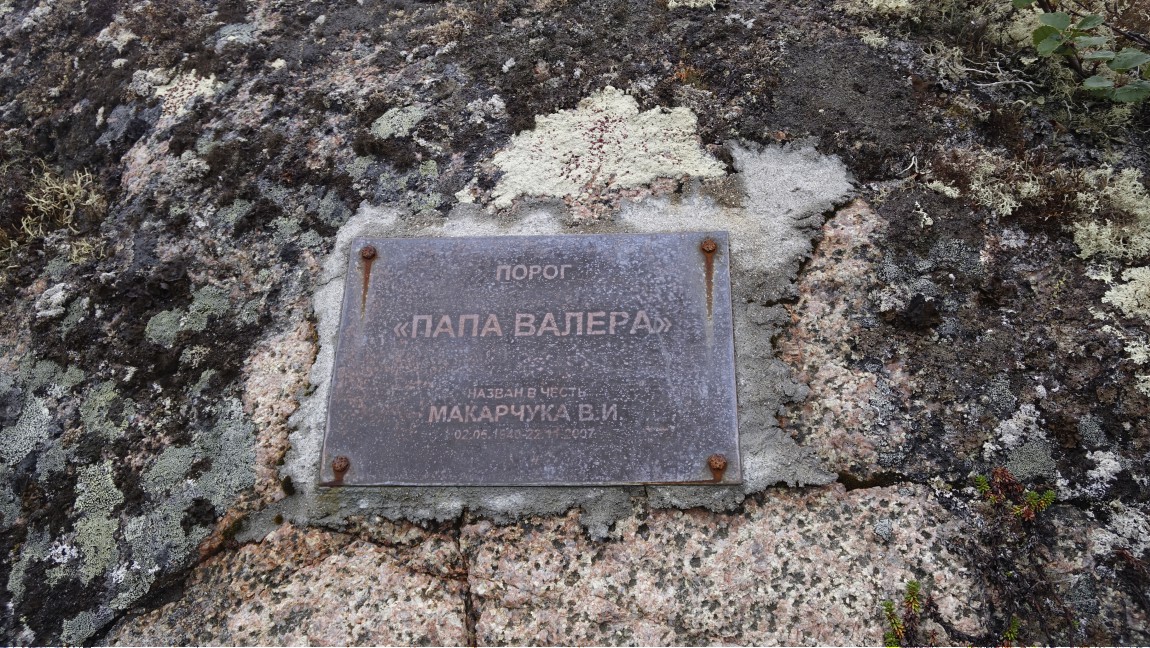 ПОРОГ
«ПАПА ВАЛЕРА»
НАЗВАН В ЧЕСТЬ
МАКАРЧУКА В.И.